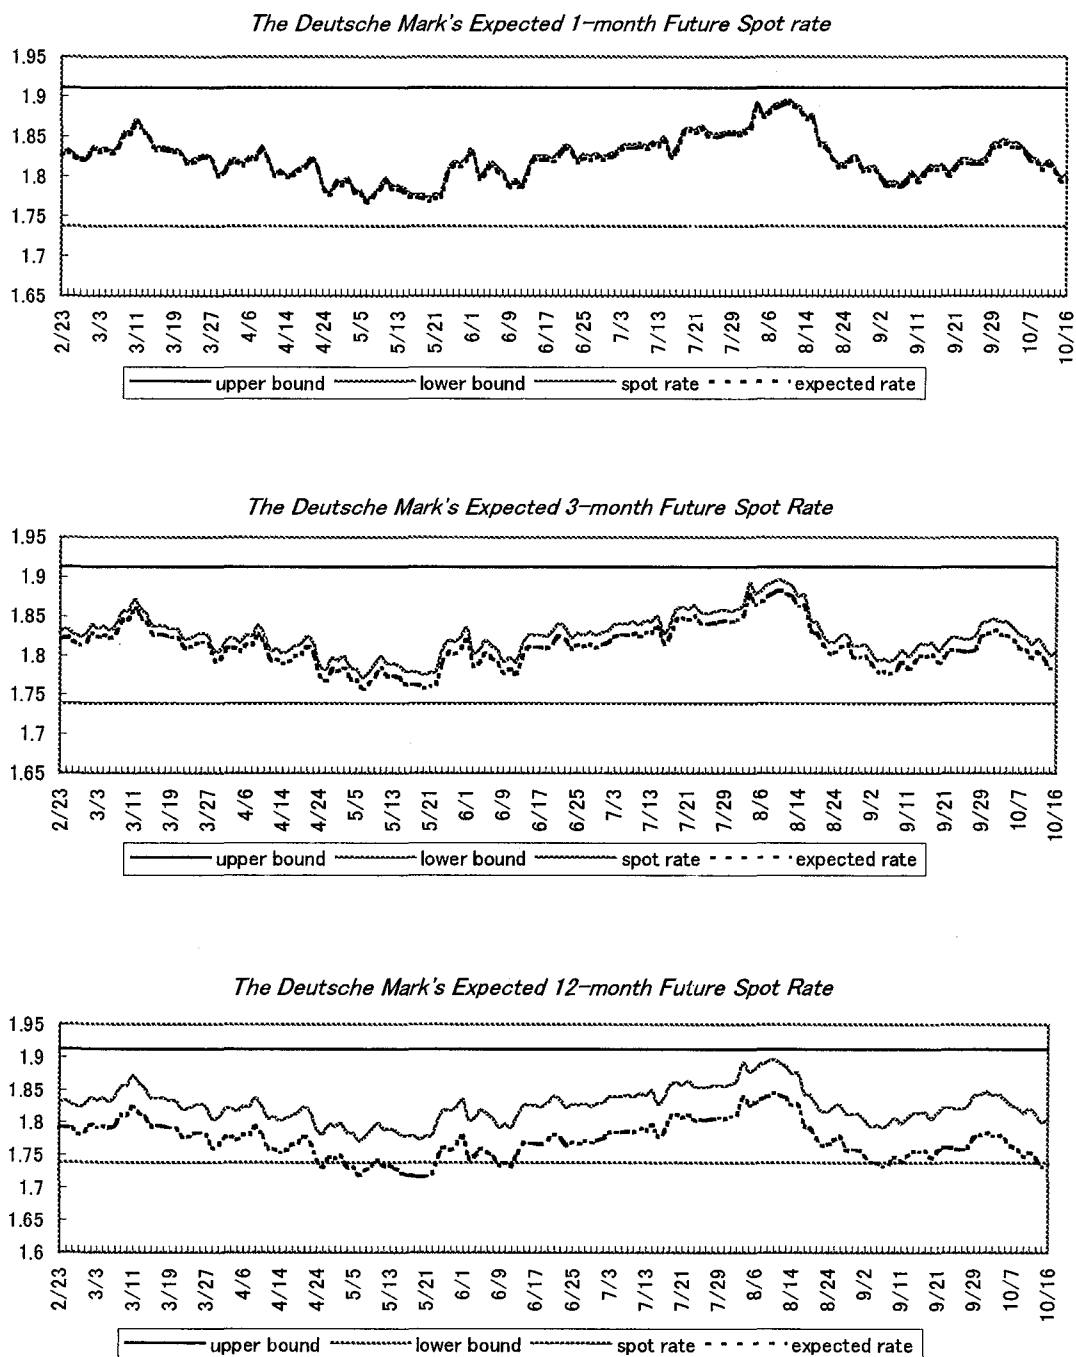 The Deutsche Mark's Expected 1-month Future Spot rate
1.95
1.9
1.85
1.8
1.75
1.7
1.65
2/23 3/3 3/11 3/19 3/27 4/6 4/14 4/24 5/5 5/13 5/21 6/1 6/9 6/17 6/25 7/3 7/13 7/21 7/29 8/6 8/14 8/24 9/2 9/11 9/21 9/29 10/7 10/16
upper bound lower bound spot rate expected rate
The Deutsche Mark's Expected 3-month Future Spot Rate
1.95
1.9
1.85
1.8
1.75
1.7
1.65
2/23 3/3 3/11 3/19 3/27 4/6 4/14 4/24 5/5 5/13 5/21 6/1 6/9 6/17 6/25 7/3 7/13 7/21 7/29 8/6 8/14 8/24 9/2 9/11 9/21 9/29 10/7 10/16
upper bound lower bound spot rate expected rate
The Deutsche Mark's Expected 12-month Future Spot Rate
1.95
1.9
1.85
1.8
1.75
1.7
1.65
1.6
2/23 3/3 3/11 3/19 3/27 4/6 4/14 4/24 5/5 5/13 5/21 6/1 6/9 6/17 6/25 7/3 7/13 7/21 7/29 8/6 8/14 8/24 9/2 9/11 9/21 9/29 10/7 10/16
upper bound lower bound spot rate expected rate